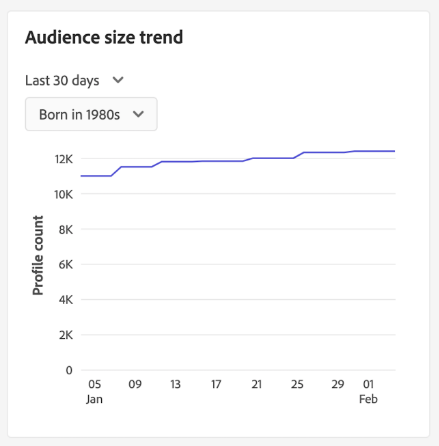 Audience size trend
Last 30 days
Born in 1980s
12K
10K
8K
6K
4K
2K
0
Profile count
05 09 13 17 21 25 29 01
Jan Feb